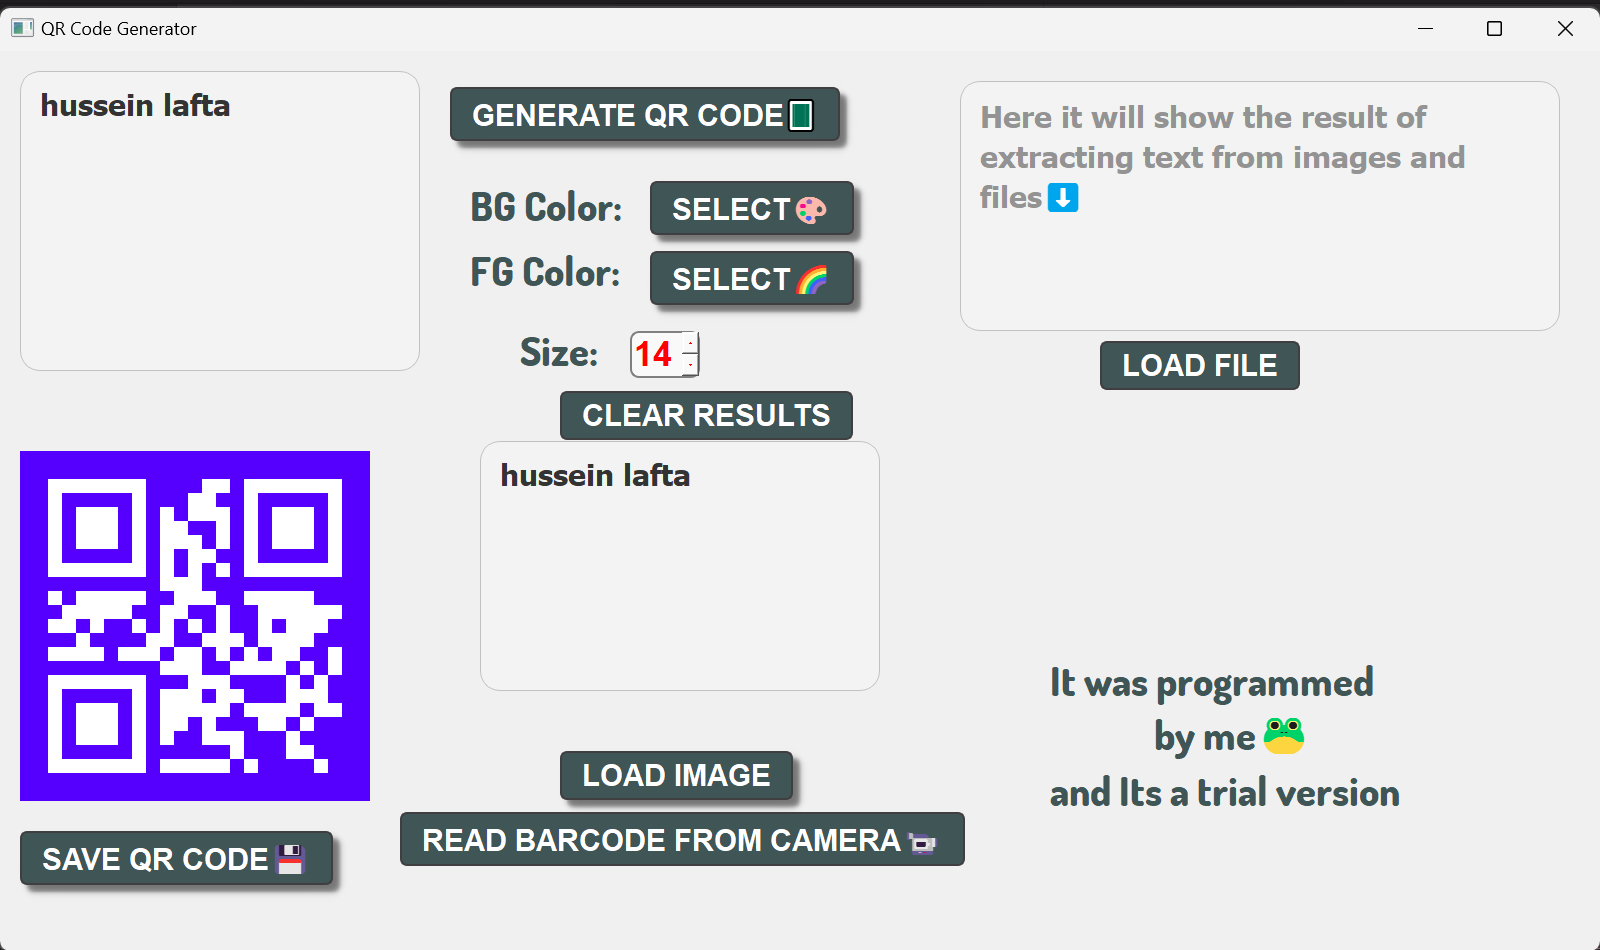 QR Code Generator
hussein lafta
GENERATE QR CODE
BG Color:
SELECT
FG Color:
SELECT
Size:
14
CLEAR RESULTS
hussein lafta
LOAD IMAGE
READ BARCODE FROM CAMERA
SAVE QR CODE
Here it will show the result of
extracting text from images and
files
LOAD FILE
It was programmed
by me
and Its a trial version